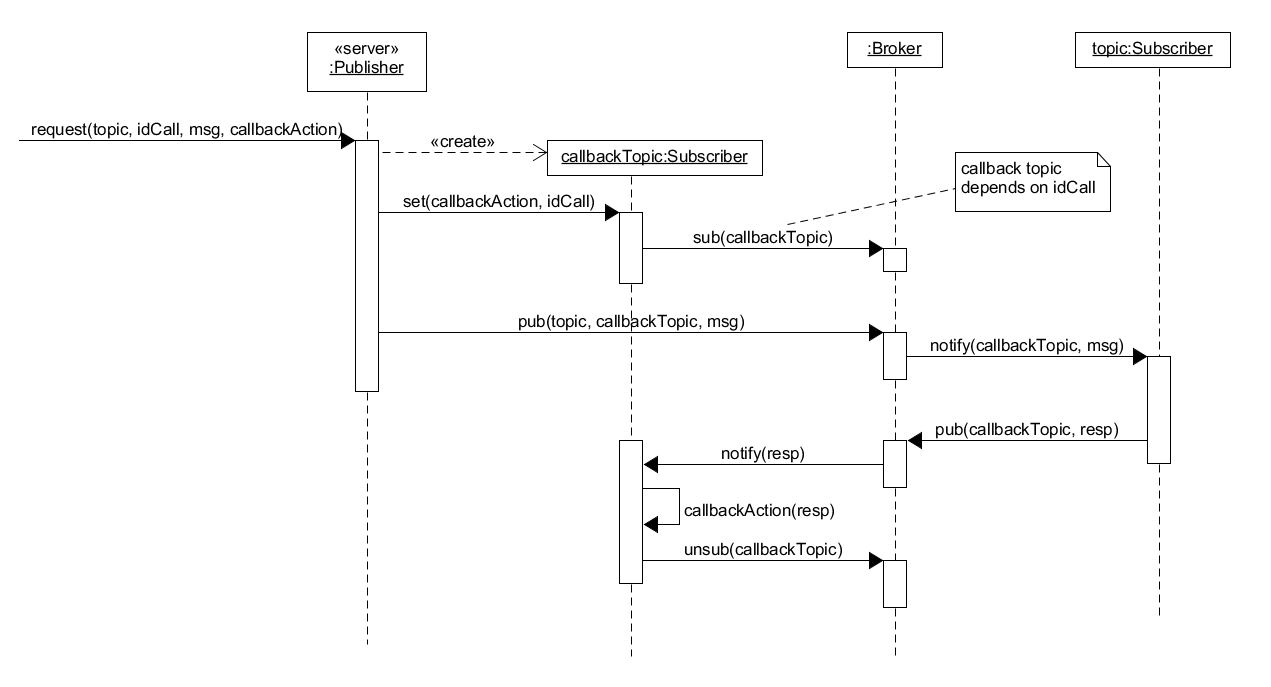 «server»
:Publisher
:Broker
topic:Subscriber
request(topic, idCall, msg, callbackAction)
«create»
callbackTopic:Subscriber
callback topic
depends on idCall
set(callbackAction, idCall)
sub(callbackTopic)
pub(topic, callbackTopic, msg)
notify(callbackTopic, msg)
pub(callbackTopic, resp)
notify(resp)
callbackAction(resp)
unsub(callbackTopic)